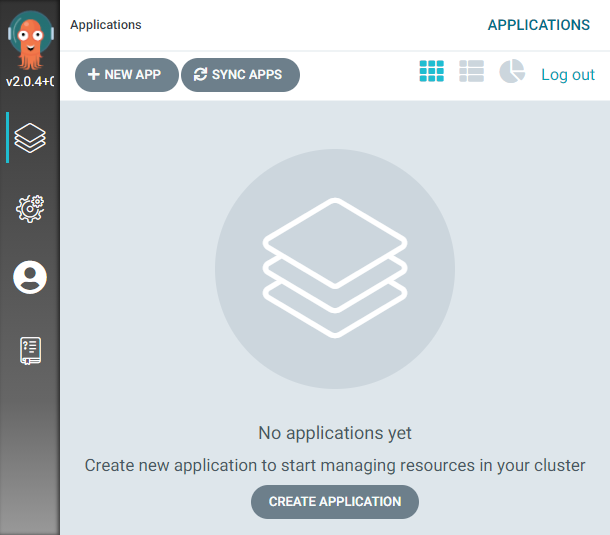 Applications
APPLICATIONS
NEW APP
SYNC APPS
Log out
v2.0.4+0
No applications yet
Create new application to start managing resources in your cluster
CREATE APPLICATION